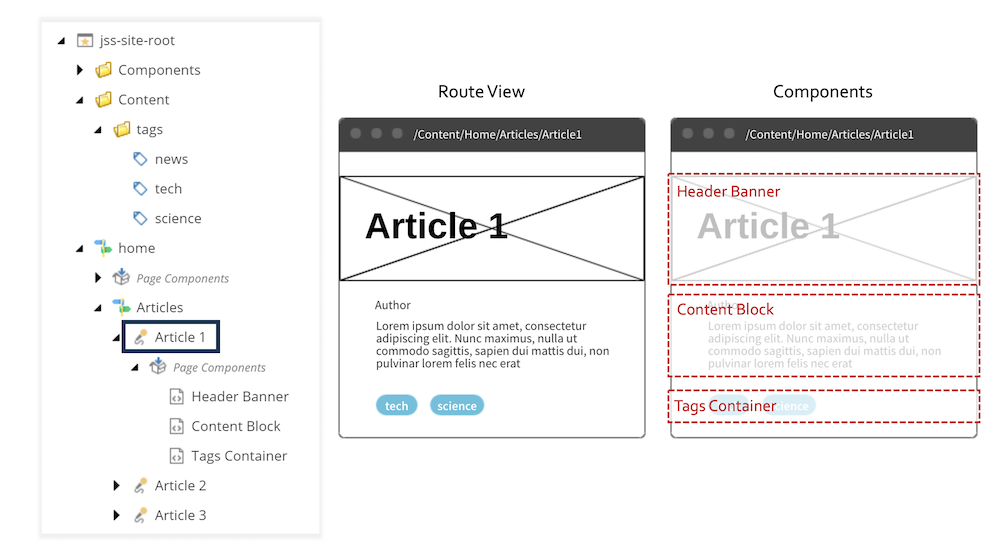 jss-site-root
Components
Content
tags
news
tech
science
home
Page Components
Articles
Article 1
Page Components
Header Banner
Content Block
Tags Container
Article 2
Article 3
Route View
/Content/Home/Articles/Article1
Article 1
Author
Lorem ipsum dolor sit amet, consectetur
adipiscing elit. Nunc maximus, nulla ut
commodo sagittis, sapien dui mattis dui, non
pulvinar lorem felis nec erat
tech
science
Components
/Content/Home/Articles/Article1
Header Banner
Article 1
Author
Content Block
Lorem ipsum dolor sit amet, consectetur
adipiscing elit. Nunc maximus, nulla ut
commodo sagittis, sapien dui mattis dui, non
pulvinar lorem felis nec erat
Tags Container
science